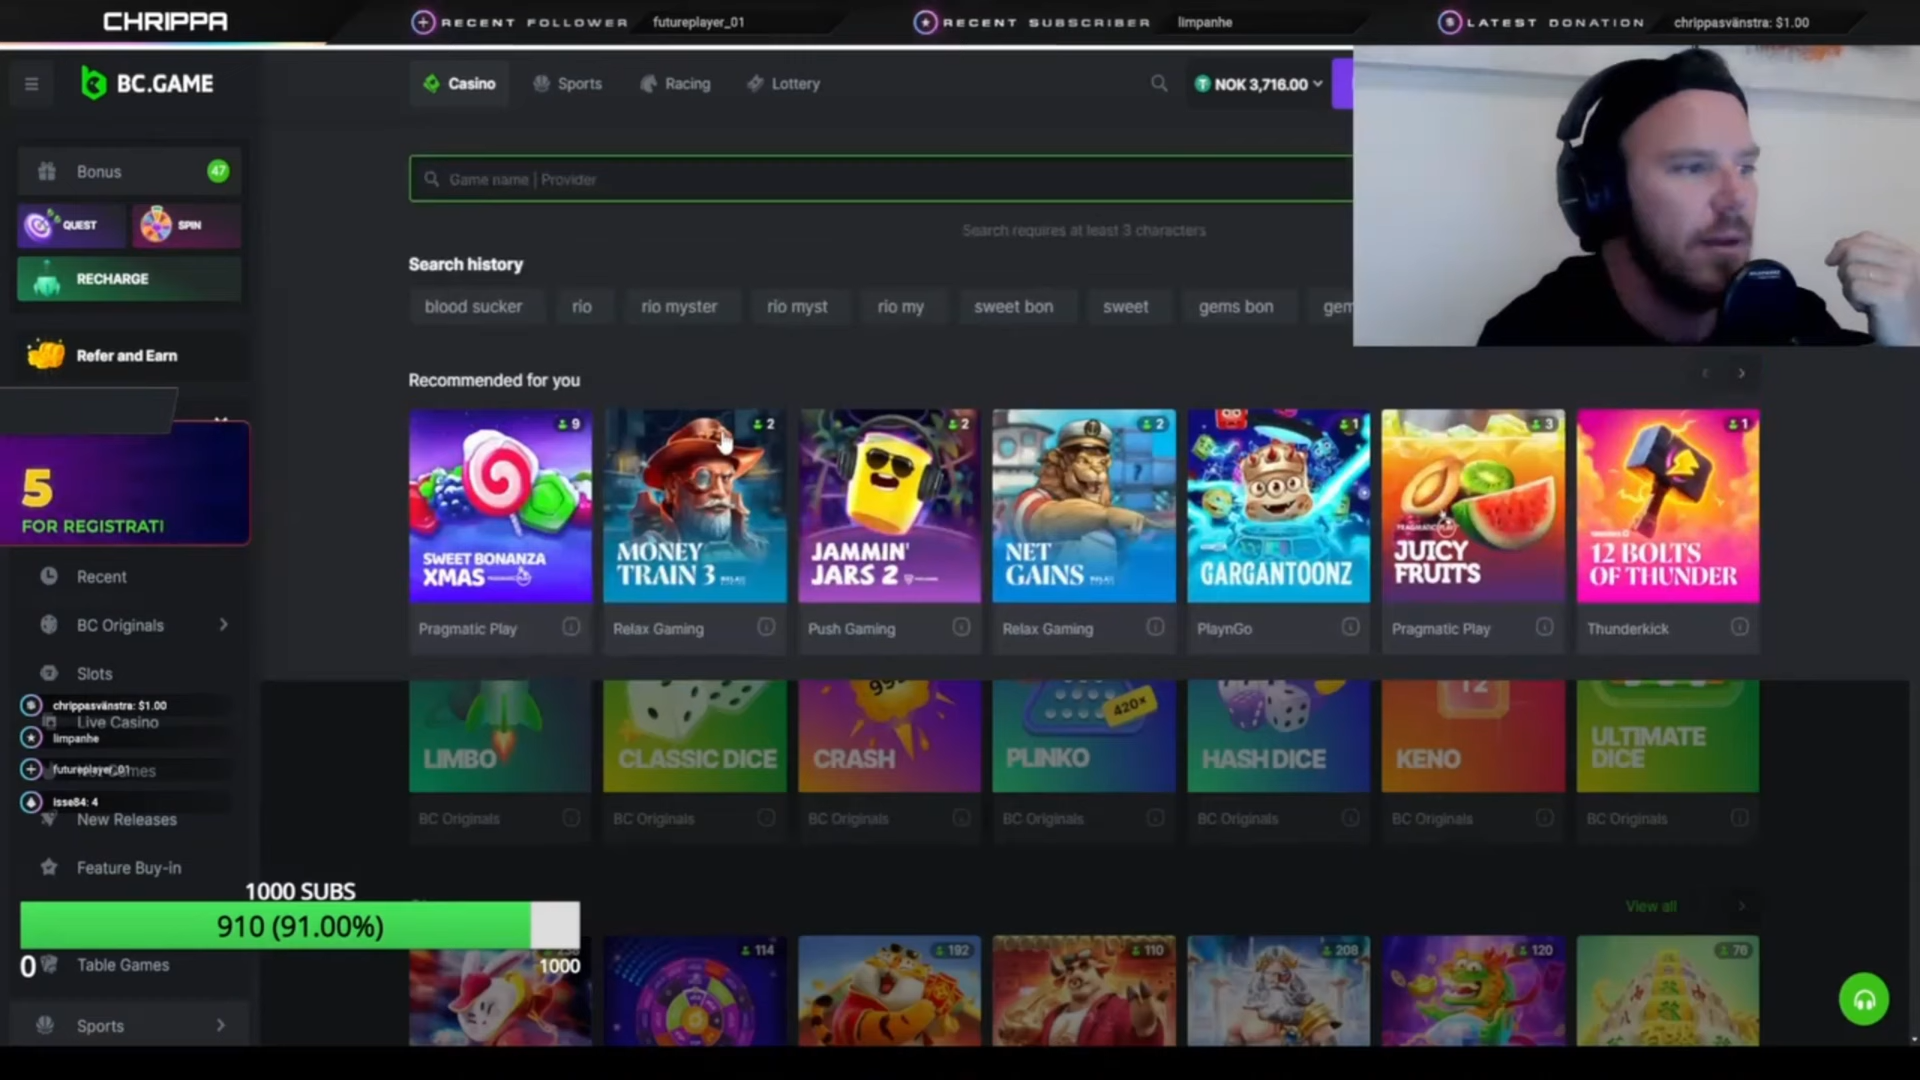 CHRIPPA
RECENT FOLLOWER futureplayer_01
RECENT SUBSCRIBER limpanhe
LATEST DONATION chrippasvänstra: $1.00
BC.GAME
Casino Sports Racing Lottery
NOK 3,716.00
Bonus 47
Game name | Provider
QUEST SPIN
Search requires at least 3 characters
RECHARGE
Search history
blood sucker rio rio myster rio myst rio my sweet bon sweet gems bon gem
Refer and Earn
Recommended for you
9 2 2 2 1 3 1
5
FOR REGISTRATI
SWEET BONANZA
XMAS
MONEY
TRAIN 3
JAMMIN'
JARS 2
NET
GAINS
GARGANTOONZ
JUICY
FRUITS
12 BOLTS
OF THUNDER
Pragmatic Play Relax Gaming Push Gaming Relax Gaming PlaynGo Pragmatic Play Thunderkick
Recent
BC Originals
Slots
chrippasvänstra: $1.00
Live Casino
limpanhe
futureplayer_01
isse84: 4
New Releases
Feature Buy-in
LIMBO CLASSIC DICE CRASH PLINKO HASH DICE KENO
ULTIMATE
DICE
420X
BC Originals BC Originals BC Originals BC Originals BC Originals BC Originals BC Originals
1000 SUBS
910 (91.00%)
0 1000
View all
Table Games
114 192 110 208 120 76
Sports